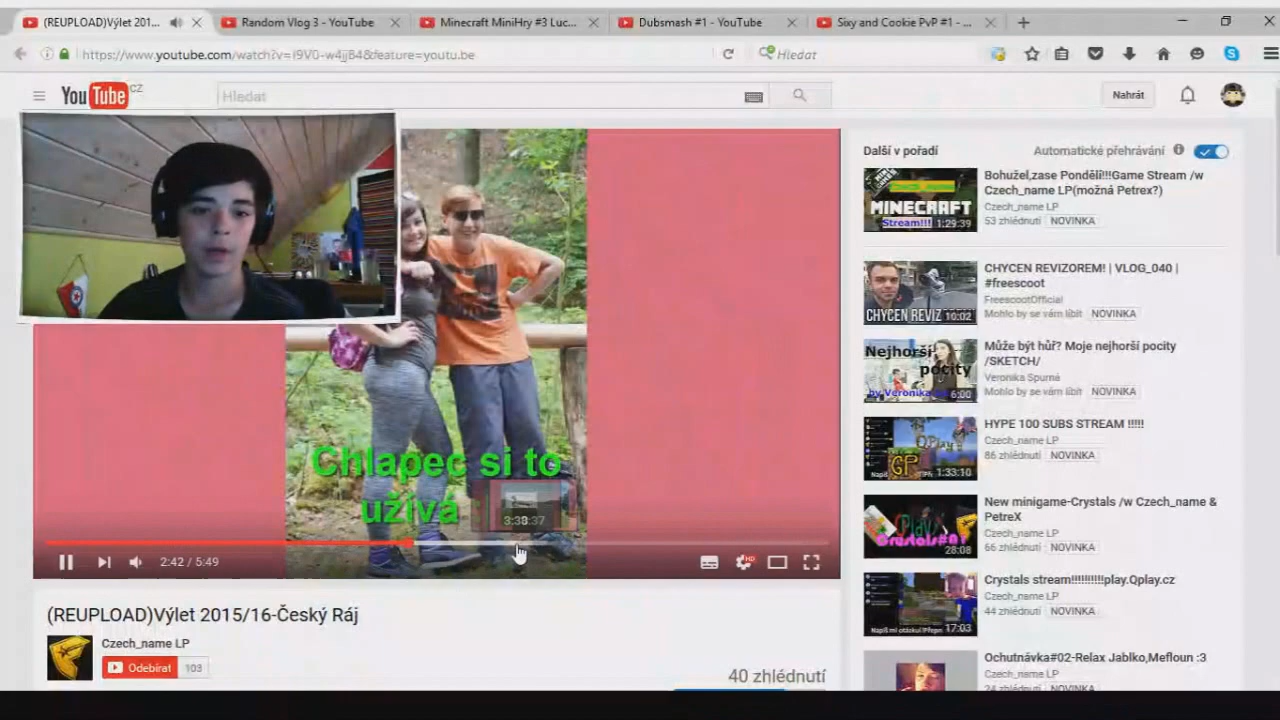 (REUPLOAD)Výlet 201...
Random Vlog 3 - YouTube
Minecraft MiniHry #3 Luc...
Dubsmash #1 - YouTube
Sixy and Cookie PvP #1 - ...
https://www.youtube.com/watch?v=i9V0-w4jjB4&feature=youtu.be
Hledat
YouTube CZ
Hledat
Nahrát
Další v pořadí
Automatické přehrávání
Bohužel,zase Pondělí!!!Game Stream /w
Czech_name LP(možná Petrex?)
Czech_name LP
53 zhlédnutí NOVINKA
MINECRAFT
Stream!!!
1:29:39
CHYCEN REVIZOREM! | VLOG_040 |
#freescoot
FreescootOfficial
Mohlo by se vám líbit NOVINKA
CHYCEN REVIZ
10:02
Může být hůř? Moje nejhorší pocity
/SKETCH/
Veronika Spurná
Mohlo by se vám líbit NOVINKA
Nejhorší
pocity
by Veronika
6:00
HYPE 100 SUBS STREAM !!!!!
Czech_name LP
86 zhlédnutí NOVINKA
QPlay
1:33:10
New minigame-Crystals /w Czech_name &
PetreX
Czech_name LP
66 zhlédnutí NOVINKA
28:08
Crystals stream!!!!!!!!!!play.Qplay.cz
Czech_name LP
44 zhlédnutí NOVINKA
17:03
Ochutnávka#02-Relax Jablko,Mefloun :3
Czech_name LP
24 zhlédnutí NOVINKA
Chlapec si to
užívá
3:38:37
2:42 / 5:49
HD
(REUPLOAD)Výlet 2015/16-Český Ráj
Czech_name LP
Odebírat 103
40 zhlédnutí